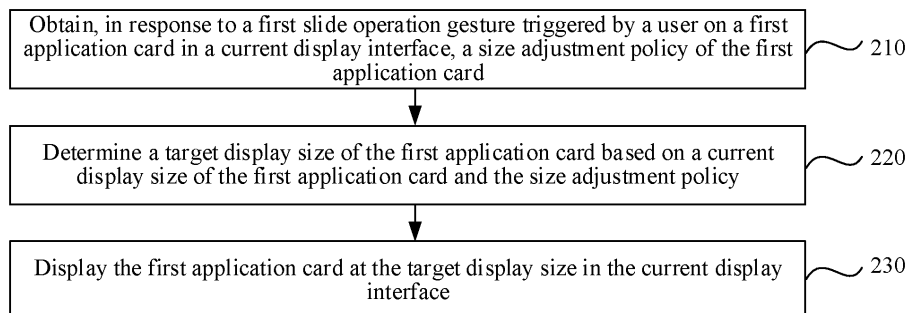 Obtain, in response to a first slide operation gesture triggered by a user on a first
application card in a current display interface, a size adjustment policy of the first
application card
210
Determine a target display size of the first application card based on a current
display size of the first application card and the size adjustment policy
220
Display the first application card at the target display size in the current display
interface
230